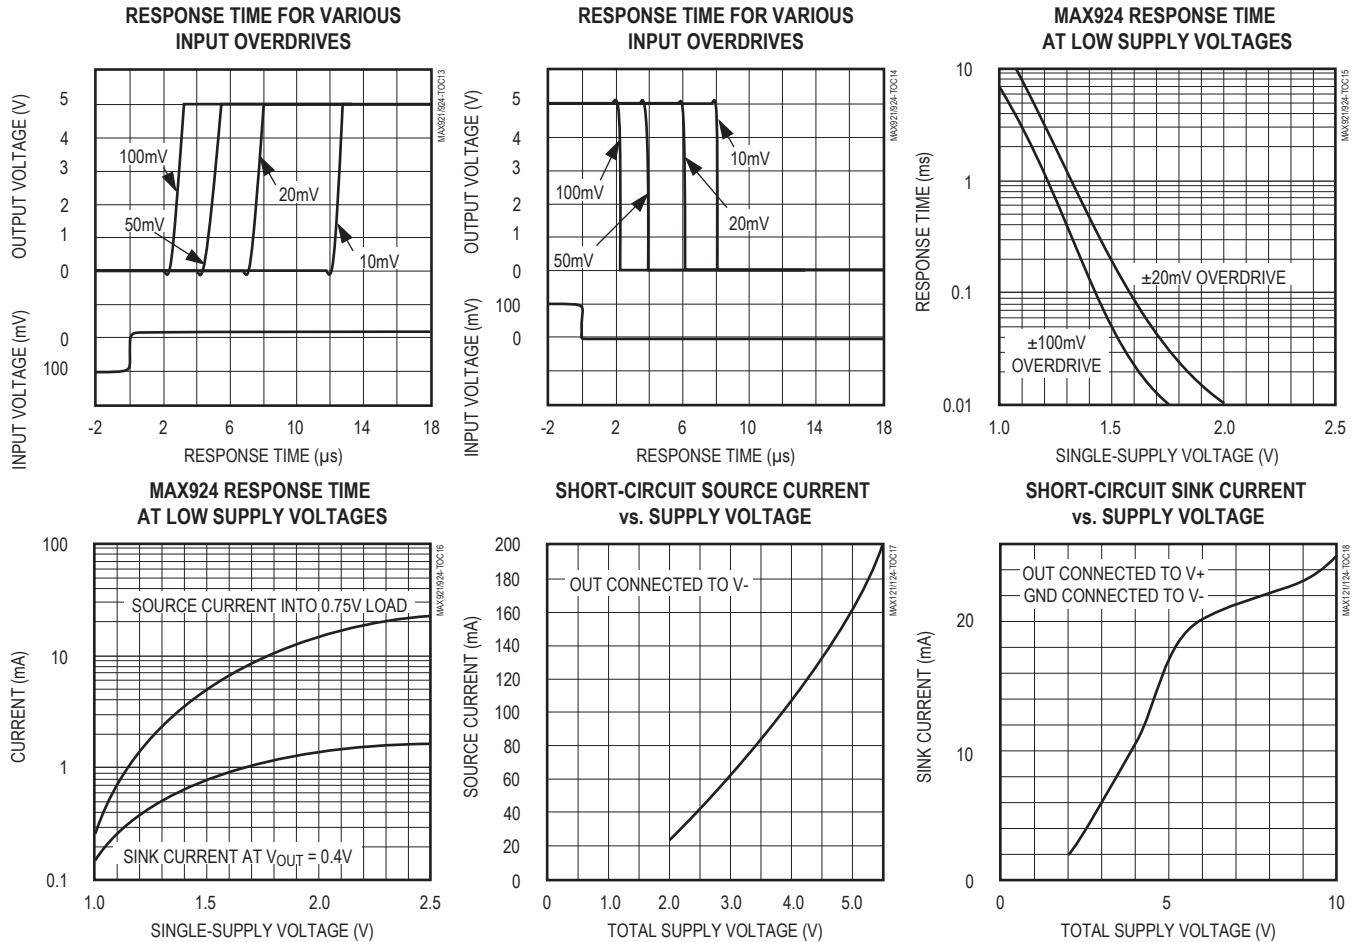 RESPONSE TIME FOR VARIOUS
INPUT OVERDRIVES
MAX921/924-TOC13
OUTPUT VOLTAGE (V)
5
4
3
2
1
0
100mV
50mV
20mV
10mV
INPUT VOLTAGE (mV)
0
100
-2
2
6
10
14
18
RESPONSE TIME (µs)
RESPONSE TIME FOR VARIOUS
INPUT OVERDRIVES
MAX921/924-TOC14
OUTPUT VOLTAGE (V)
5
4
3
2
1
0
10mV
100mV
20mV
50mV
INPUT VOLTAGE (mV)
100
0
-2
2
6
10
14
18
RESPONSE TIME (µs)
MAX924 RESPONSE TIME
AT LOW SUPPLY VOLTAGES
MAX921/924-TOC15
RESPONSE TIME (ms)
10
1
0.1
0.01
±20mV OVERDRIVE
±100mV
OVERDRIVE
1.0
1.5
2.0
2.5
SINGLE-SUPPLY VOLTAGE (V)
MAX924 RESPONSE TIME
AT LOW SUPPLY VOLTAGES
MAX921/924-TOC16
CURRENT (mA)
100
10
1
0.1
SOURCE CURRENT INTO 0.75V LOAD
SINK CURRENT AT VOUT = 0.4V
1.0
1.5
2.0
2.5
SINGLE-SUPPLY VOLTAGE (V)
SHORT-CIRCUIT SOURCE CURRENT
vs. SUPPLY VOLTAGE
MAX121/124-TOC17
SOURCE CURRENT (mA)
200
180
160
140
120
100
80
60
40
20
0
OUT CONNECTED TO V-
0
1.0
2.0
3.0
4.0
5.0
TOTAL SUPPLY VOLTAGE (V)
SHORT-CIRCUIT SINK CURRENT
vs. SUPPLY VOLTAGE
MAX121/124-TOC18
SINK CURRENT (mA)
20
10
0
OUT CONNECTED TO V+
GND CONNECTED TO V-
0
5
10
TOTAL SUPPLY VOLTAGE (V)